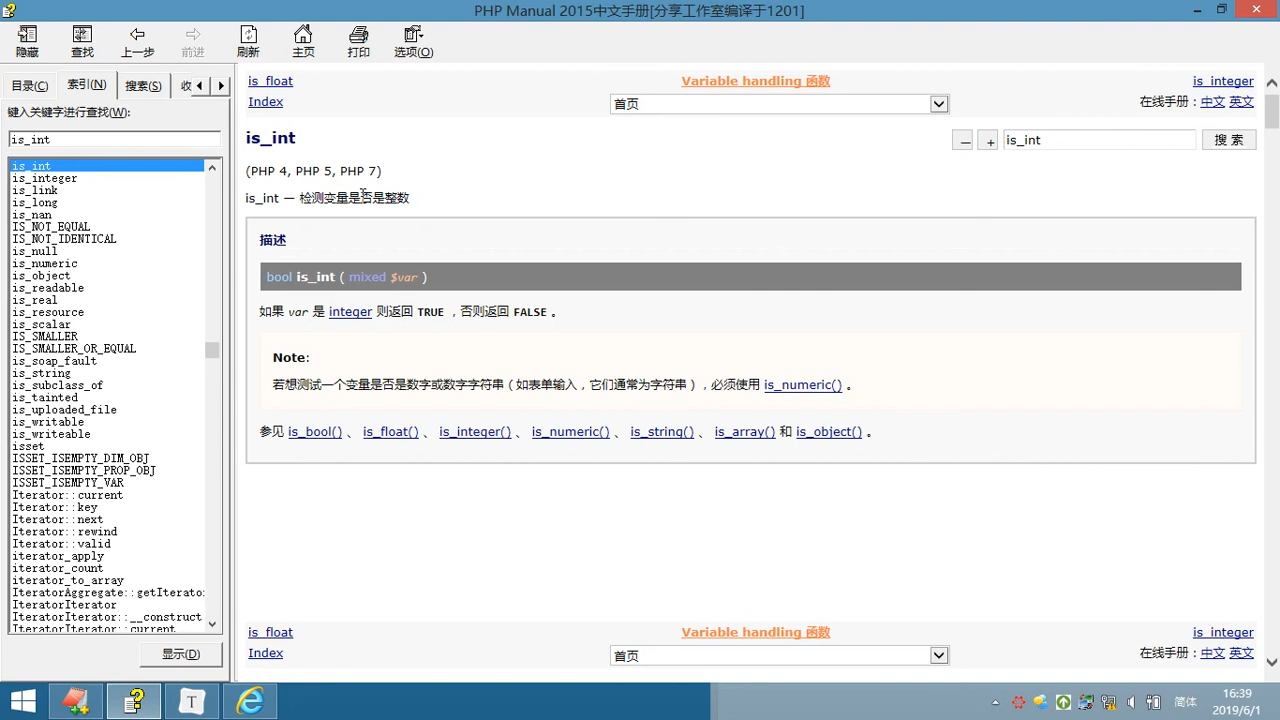 PHP Manual 2015中文手册[分享工作室编译于1201]
隐藏 查找 上一步 前进 刷新 主页 打印 选项(O)
目录(C) 索引(N) 搜索(S) 收
键入关键字进行查找(W):
is_int
is_int
is_integer
is_link
is_long
is_nan
IS_NOT_EQUAL
IS_NOT_IDENTICAL
is_null
is_numeric
is_object
is_readable
is_real
is_resource
is_scalar
IS_SMALLER
IS_SMALLER_OR_EQUAL
is_soap_fault
is_string
is_subclass_of
is_tainted
is_uploaded_file
is_writable
is_writeable
isset
ISSET_ISEMPTY_DIM_OBJ
ISSET_ISEMPTY_PROP_OBJ
ISSET_ISEMPTY_VAR
Iterator::current
Iterator::key
Iterator::next
Iterator::rewind
Iterator::valid
iterator_apply
iterator_count
iterator_to_array
IteratorAggregate::getIterato
IteratorIterator
IteratorIterator::__construct
IteratorIterator::current
显示(D)
is_float Variable handling 函数 is_integer
Index 首页 在线手册：中文 英文
is_int — + is_int 搜 索
(PHP 4, PHP 5, PHP 7)
is_int — 检测变量是否是整数
描述
bool is_int ( mixed $var )
如果 var 是 integer 则返回 TRUE ，否则返回 FALSE 。
Note:
若想测试一个变量是否是数字或数字字符串（如表单输入，它们通常为字符串），必须使用 is_numeric() 。
参见 is_bool() 、 is_float() 、 is_integer() 、 is_numeric() 、 is_string() 、 is_array() 和 is_object() 。
is_float Variable handling 函数 is_integer
Index 首页 在线手册：中文 英文
T 简体 16:39
2019/6/1